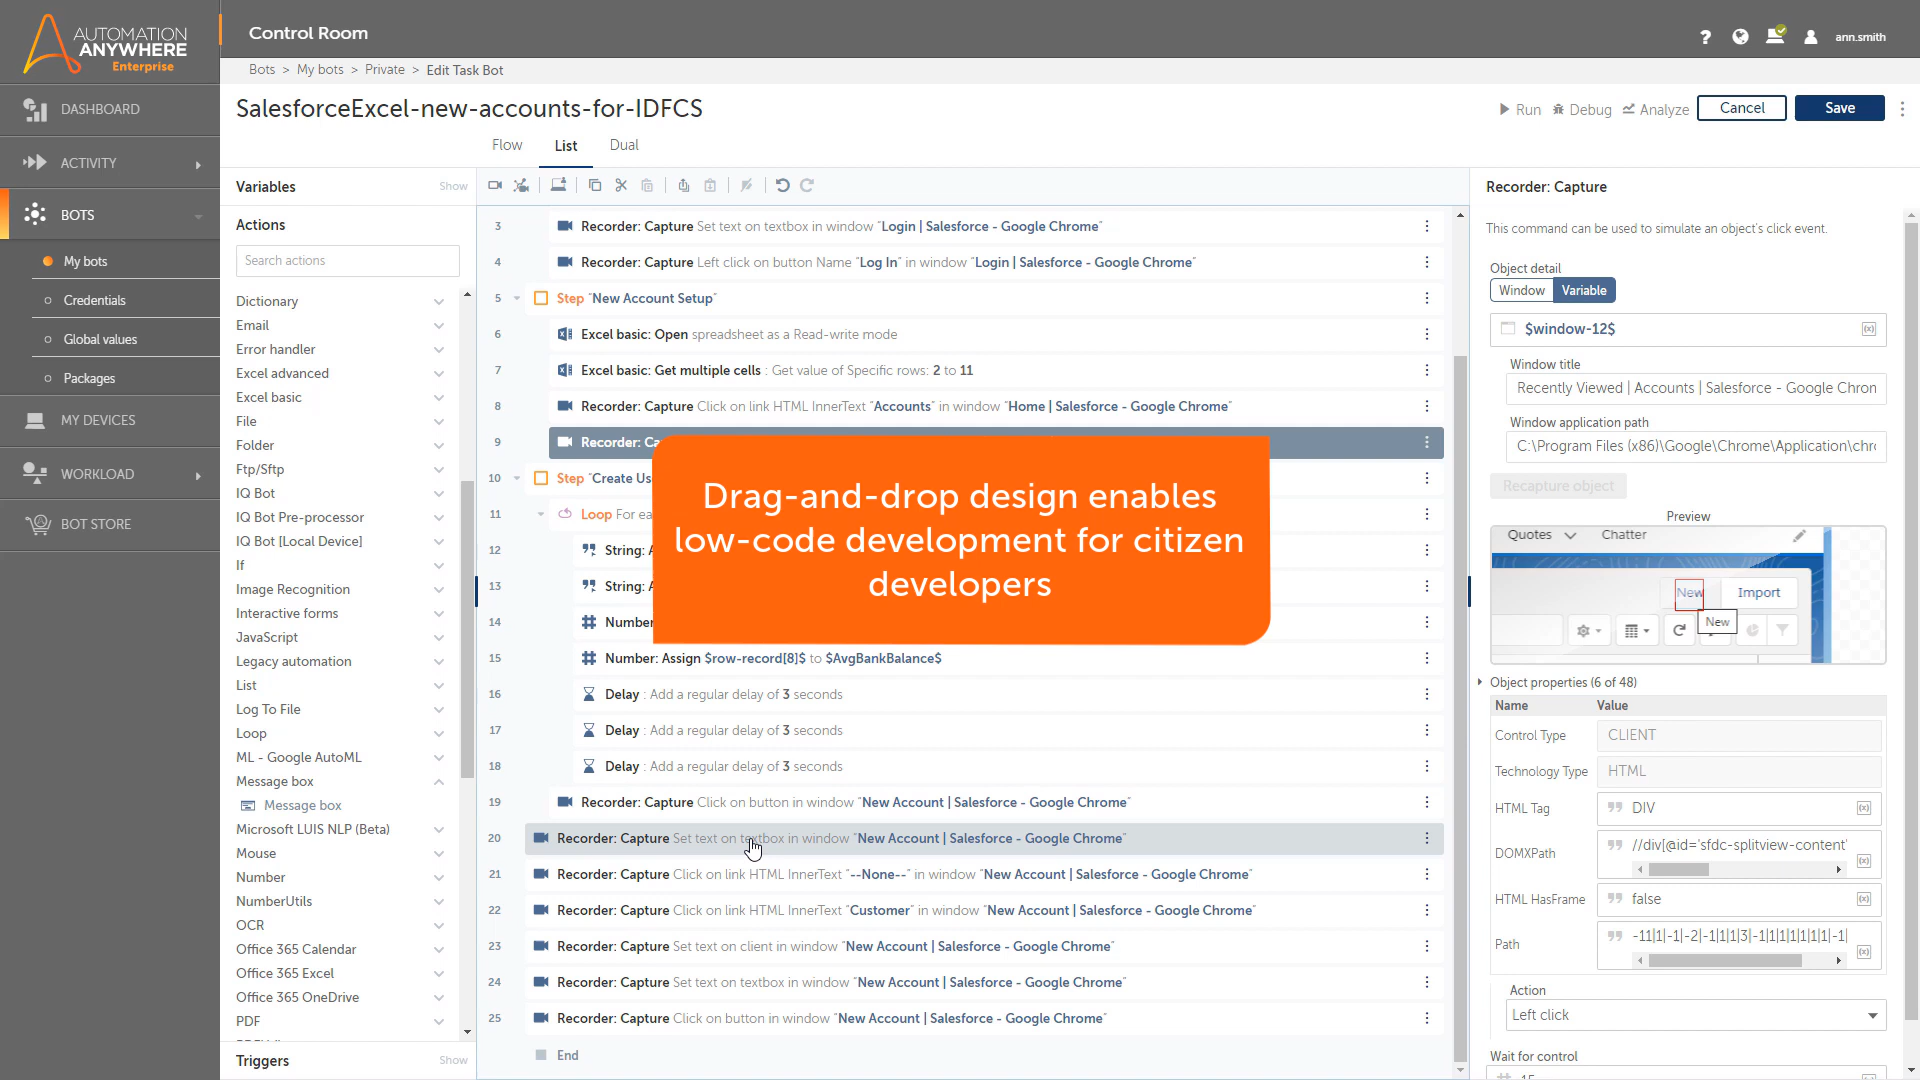 AUTOMATION
ANYWHERE
Enterprise
Control Room
ann.smith
Bots > My bots > Private > Edit Task Bot
SalesforceExcel-new-accounts-for-IDFCS
Run Debug Analyze Cancel Save
Flow List Dual
DASHBOARD
ACTIVITY
BOTS
My bots
Credentials
Global values
Packages
MY DEVICES
WORKLOAD
BOT STORE
Variables Show
Actions
Search actions
Dictionary
Email
Error handler
Excel advanced
Excel basic
File
Folder
Ftp/Sftp
IQ Bot
IQ Bot Pre-processor
IQ Bot [Local Device]
If
Image Recognition
Interactive forms
JavaScript
Legacy automation
List
Log To File
Loop
ML - Google AutoML
Message box
Message box
Microsoft LUIS NLP (Beta)
Mouse
Number
NumberUtils
OCR
Office 365 Calendar
Office 365 Excel
Office 365 OneDrive
PDF
Triggers Show
3 Recorder: Capture Set text on textbox in window "Login | Salesforce - Google Chrome"
4 Recorder: Capture Left click on button Name "Log In" in window "Login | Salesforce - Google Chrome"
5 Step "New Account Setup"
6 Excel basic: Open spreadsheet as a Read-write mode
7 Excel basic: Get multiple cells : Get value of Specific rows: 2 to 11
8 Recorder: Capture Click on link HTML InnerText "Accounts" in window "Home | Salesforce - Google Chrome"
9 Recorder: Ca
10 Step "Create Us
11 Loop For ea
12 String: A
13 String: A
14 Number
15 Number: Assign $row-record[8]$ to $AvgBankBalance$
16 Delay : Add a regular delay of 3 seconds
17 Delay : Add a regular delay of 3 seconds
18 Delay : Add a regular delay of 3 seconds
19 Recorder: Capture Click on button in window "New Account | Salesforce - Google Chrome"
20 Recorder: Capture Set text on textbox in window "New Account | Salesforce - Google Chrome"
21 Recorder: Capture Click on link HTML InnerText "--None--" in window "New Account | Salesforce - Google Chrome"
22 Recorder: Capture Click on link HTML InnerText "Customer" in window "New Account | Salesforce - Google Chrome"
23 Recorder: Capture Set text on client in window "New Account | Salesforce - Google Chrome"
24 Recorder: Capture Set text on textbox in window "New Account | Salesforce - Google Chrome"
25 Recorder: Capture Click on button in window "New Account | Salesforce - Google Chrome"
End
Drag-and-drop design enables
low-code development for citizen
developers
Recorder: Capture
This command can be used to simulate an object's click event.
Object detail
Window Variable
$window-12$
Window title
Recently Viewed | Accounts | Salesforce - Google Chron
Window application path
C:\Program Files (x86)\Google\Chrome\Application\chr
Recapture object
Preview
Quotes Chatter
New Import
New
Object properties (6 of 48)
Name Value
Control Type CLIENT
Technology Type HTML
HTML Tag DIV
DOMXPath //div[@id='sfdc-splitview-content'
HTML HasFrame false
Path -11|1|-1|-2|-1|1|1|3|-1|1|1|1|1|1|-1|
Action
Left click
Wait for control